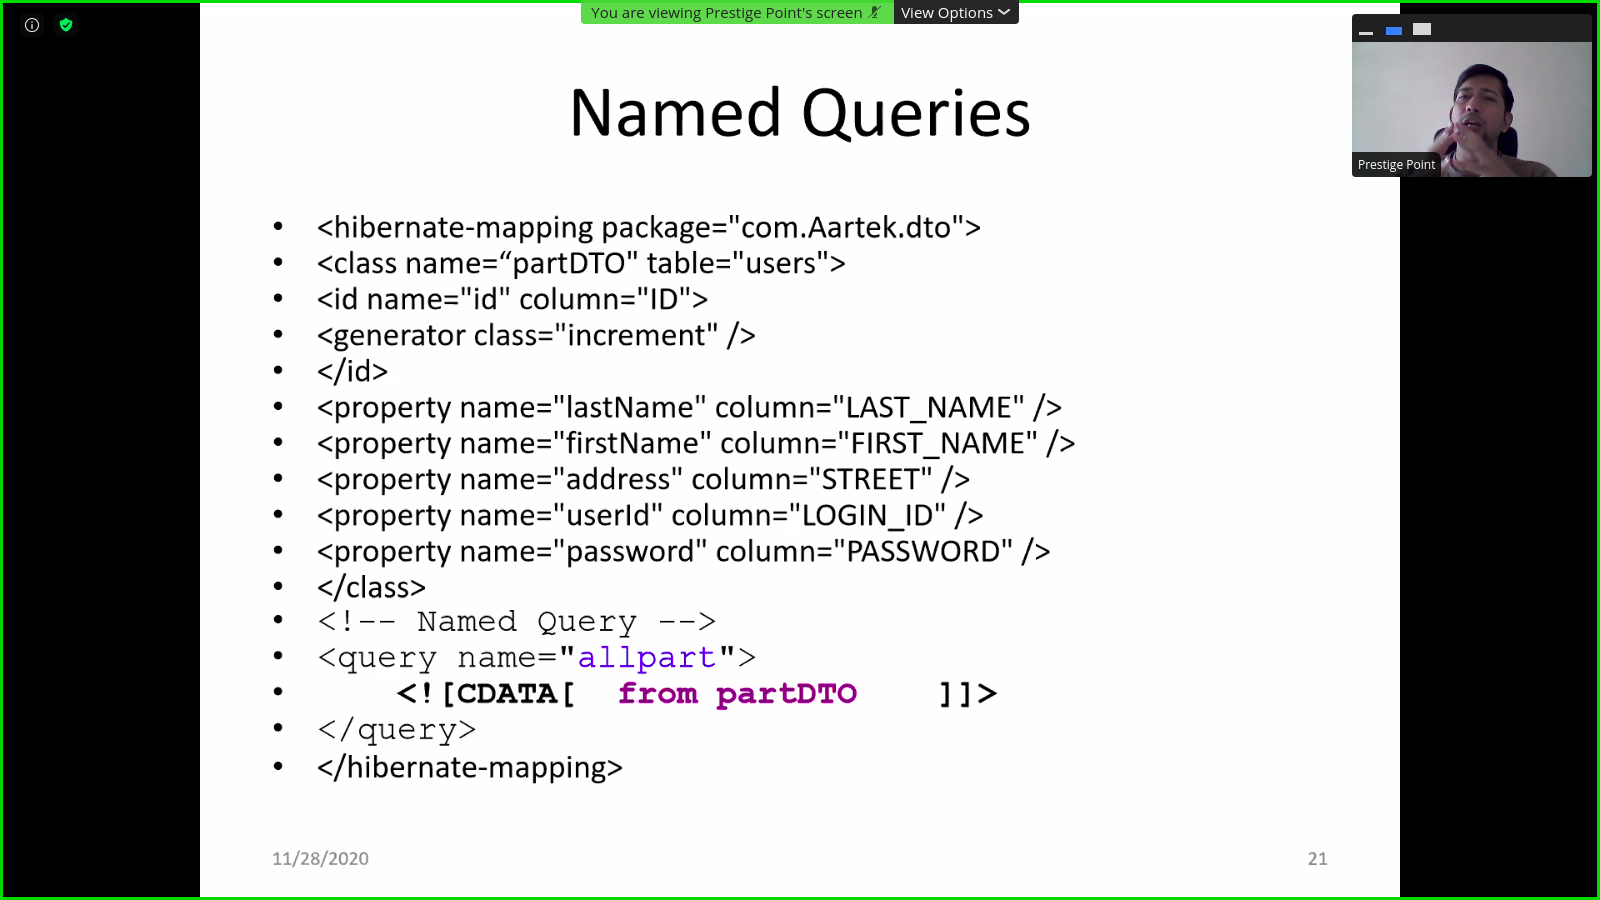 You are viewing Prestige Point's screen
View Options
Prestige Point
Named Queries
• <hibernate-mapping package="com.Aartek.dto">
• <class name=“partDTO" table="users">
• <id name="id" column="ID">
• <generator class="increment" />
• </id>
• <property name="lastName" column="LAST_NAME" />
• <property name="firstName" column="FIRST_NAME" />
• <property name="address" column="STREET" />
• <property name="userId" column="LOGIN_ID" />
• <property name="password" column="PASSWORD" />
• </class>
• <!-- Named Query -->
• <query name="allpart">
• <![CDATA[ from partDTO ]]>
• </query>
• </hibernate-mapping>
11/28/2020
21